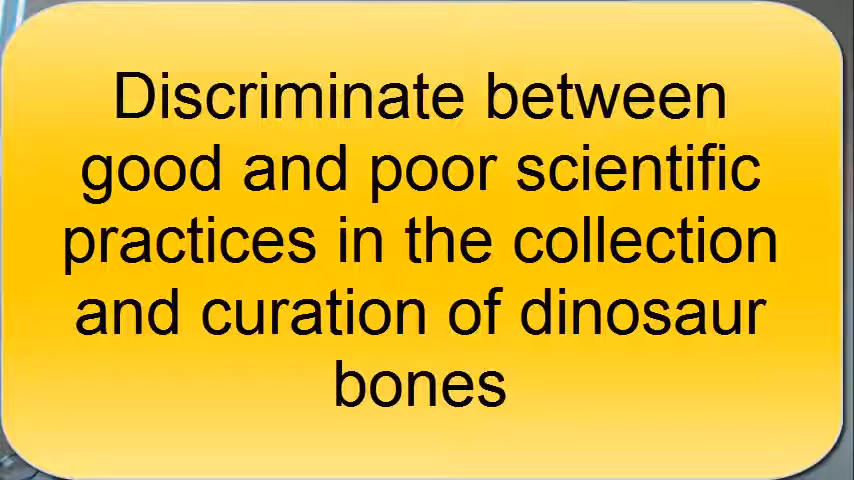 Discriminate between
good and poor scientific
practices in the collection
and curation of dinosaur
bones